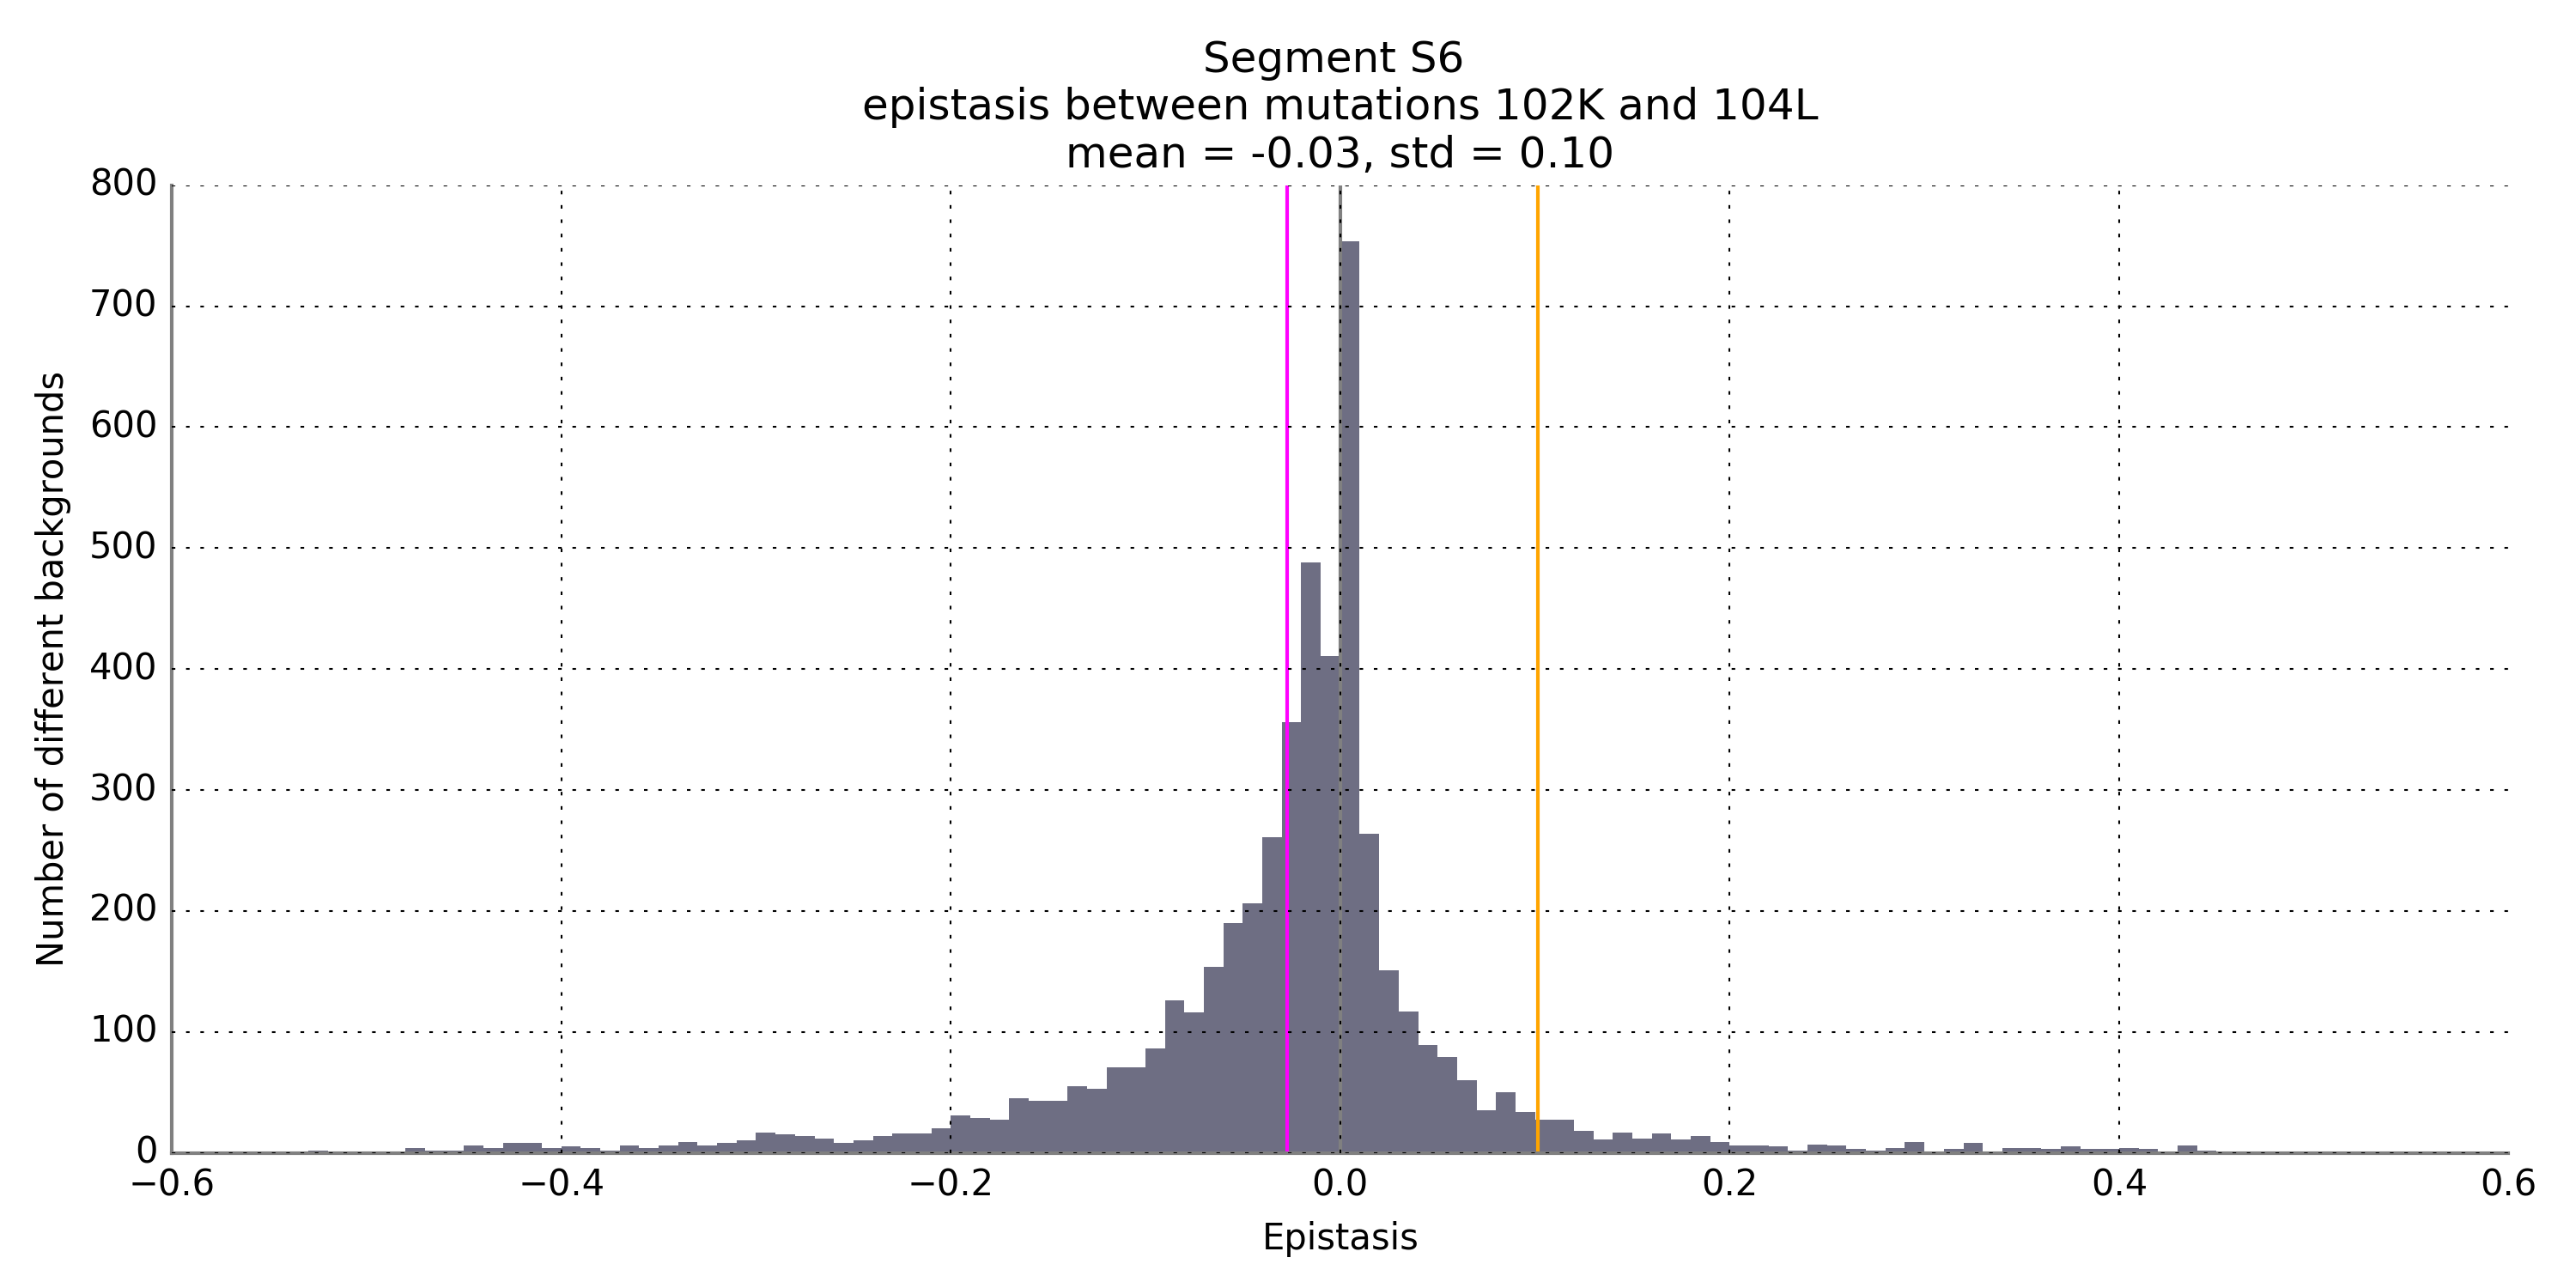 Segment S6
epistasis between mutations 102K and 104L
mean = -0.03, std = 0.10
800
700
600
500
400
300
200
100
0
Number of different backgrounds
−0.6 −0.4 −0.2 0.0 0.2 0.4 0.6
Epistasis